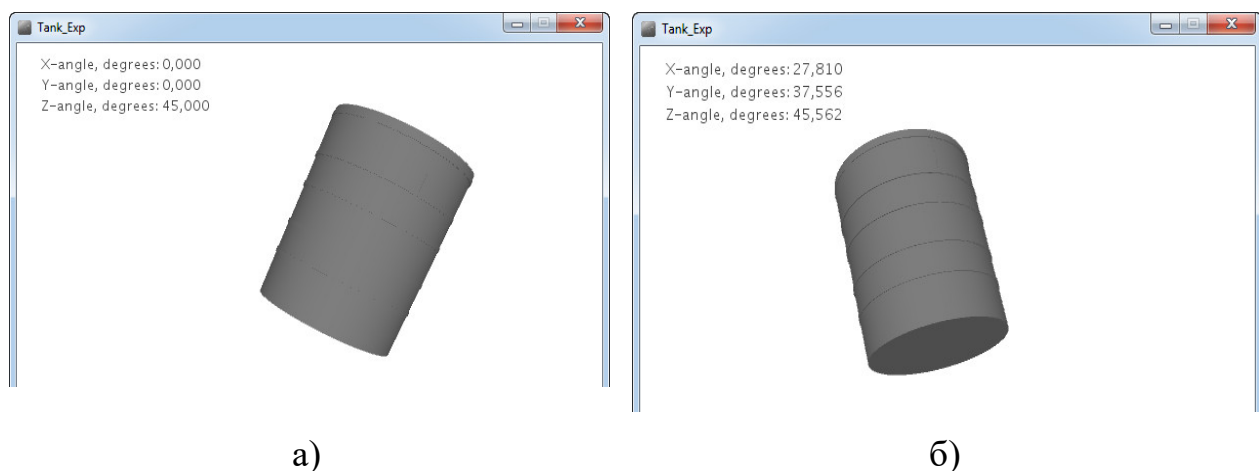 Tank_Exp
X-angle, degrees: 0,000
Y-angle, degrees: 0,000
Z-angle, degrees: 45,000
а)
Tank_Exp
X-angle, degrees: 27,810
Y-angle, degrees: 37,556
Z-angle, degrees: 45,562
б)